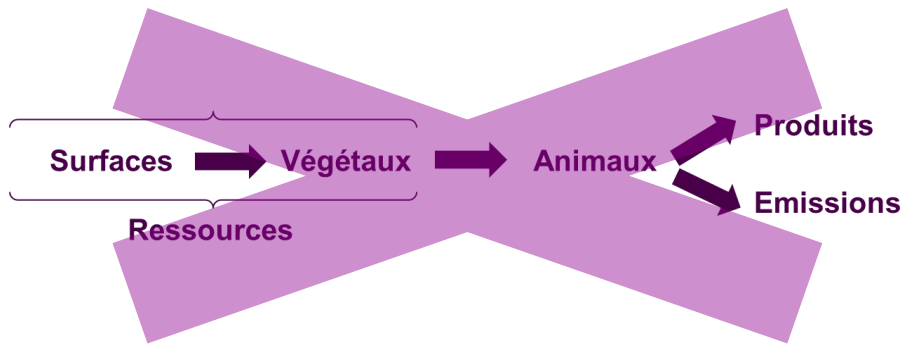 Produits
Surfaces
Végétaux
Animaux
Emissions
Ressources